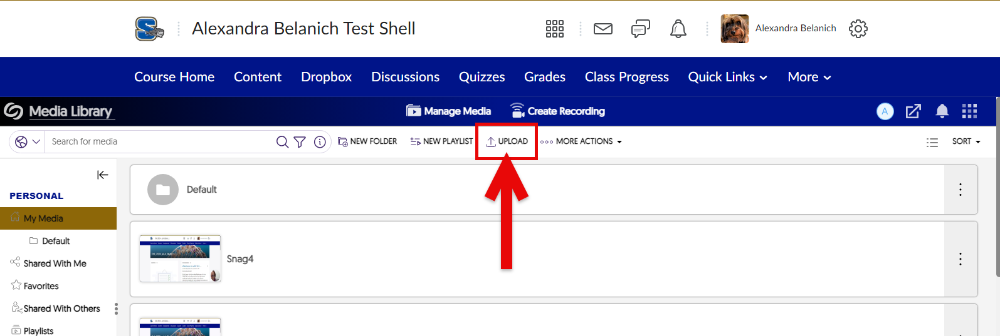 Alexandra Belanich Test Shell
Alexandra Belanich
Course Home Content Dropbox Discussions Quizzes Grades Class Progress Quick Links More
Media Library Manage Media Create Recording A
Search for media NEW FOLDER NEW PLAYLIST UPLOAD MORE ACTIONS SORT
PERSONAL
My Media
Default
Shared With Me
Favorites
Shared With Others
Playlists
Default
Snag4